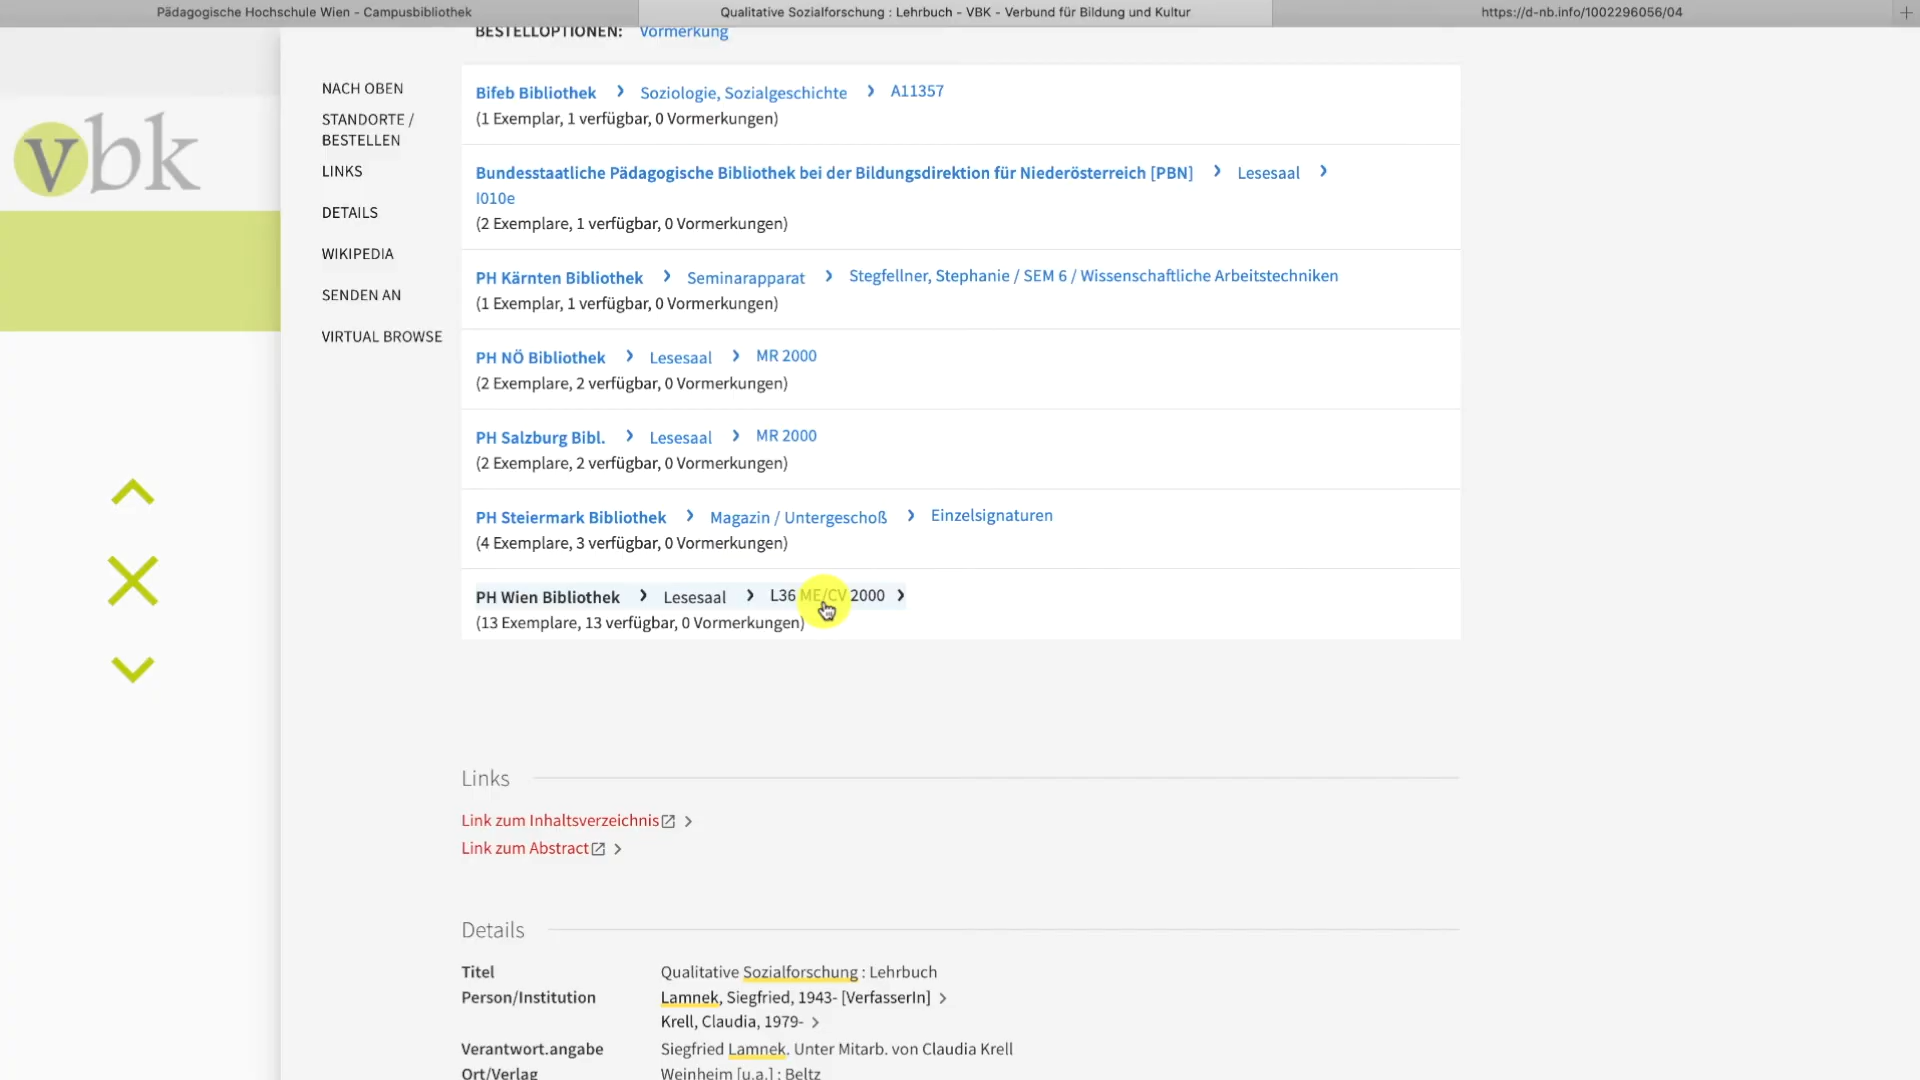 Pädagogische Hochschule Wien - Campusbibliothek
Qualitative Sozialforschung : Lehrbuch - VBK - Verbund für Bildung und Kultur
https://d-nb.info/1002296056/04
vbk
NACH OBEN
STANDORTE /
BESTELLEN
LINKS
DETAILS
WIKIPEDIA
SENDEN AN
VIRTUAL BROWSE
BESTELLOPTIONEN: Vormerkung
Bifeb Bibliothek > Soziologie, Sozialgeschichte > A11357
(1 Exemplar, 1 verfügbar, 0 Vormerkungen)
Bundesstaatliche Pädagogische Bibliothek bei der Bildungsdirektion für Niederösterreich [PBN] > Lesesaal >
I010e
(2 Exemplare, 1 verfügbar, 0 Vormerkungen)
PH Kärnten Bibliothek > Seminarapparat > Stegfellner, Stephanie / SEM 6 / Wissenschaftliche Arbeitstechniken
(1 Exemplar, 1 verfügbar, 0 Vormerkungen)
PH NÖ Bibliothek > Lesesaal > MR 2000
(2 Exemplare, 2 verfügbar, 0 Vormerkungen)
PH Salzburg Bibl. > Lesesaal > MR 2000
(2 Exemplare, 2 verfügbar, 0 Vormerkungen)
PH Steiermark Bibliothek > Magazin / Untergeschoß > Einzelsignaturen
(4 Exemplare, 3 verfügbar, 0 Vormerkungen)
PH Wien Bibliothek > Lesesaal > L36 ME/CV 2000 >
(13 Exemplare, 13 verfügbar, 0 Vormerkungen)
Links
Link zum Inhaltsverzeichnis >
Link zum Abstract >
Details
Titel Qualitative Sozialforschung : Lehrbuch
Person/Institution Lamnek, Siegfried, 1943- [VerfasserIn] >
Krell, Claudia, 1979- >
Verantwort.angabe Siegfried Lamnek. Unter Mitarb. von Claudia Krell
Ort/Verlag Weinheim [u.a.] : Beltz